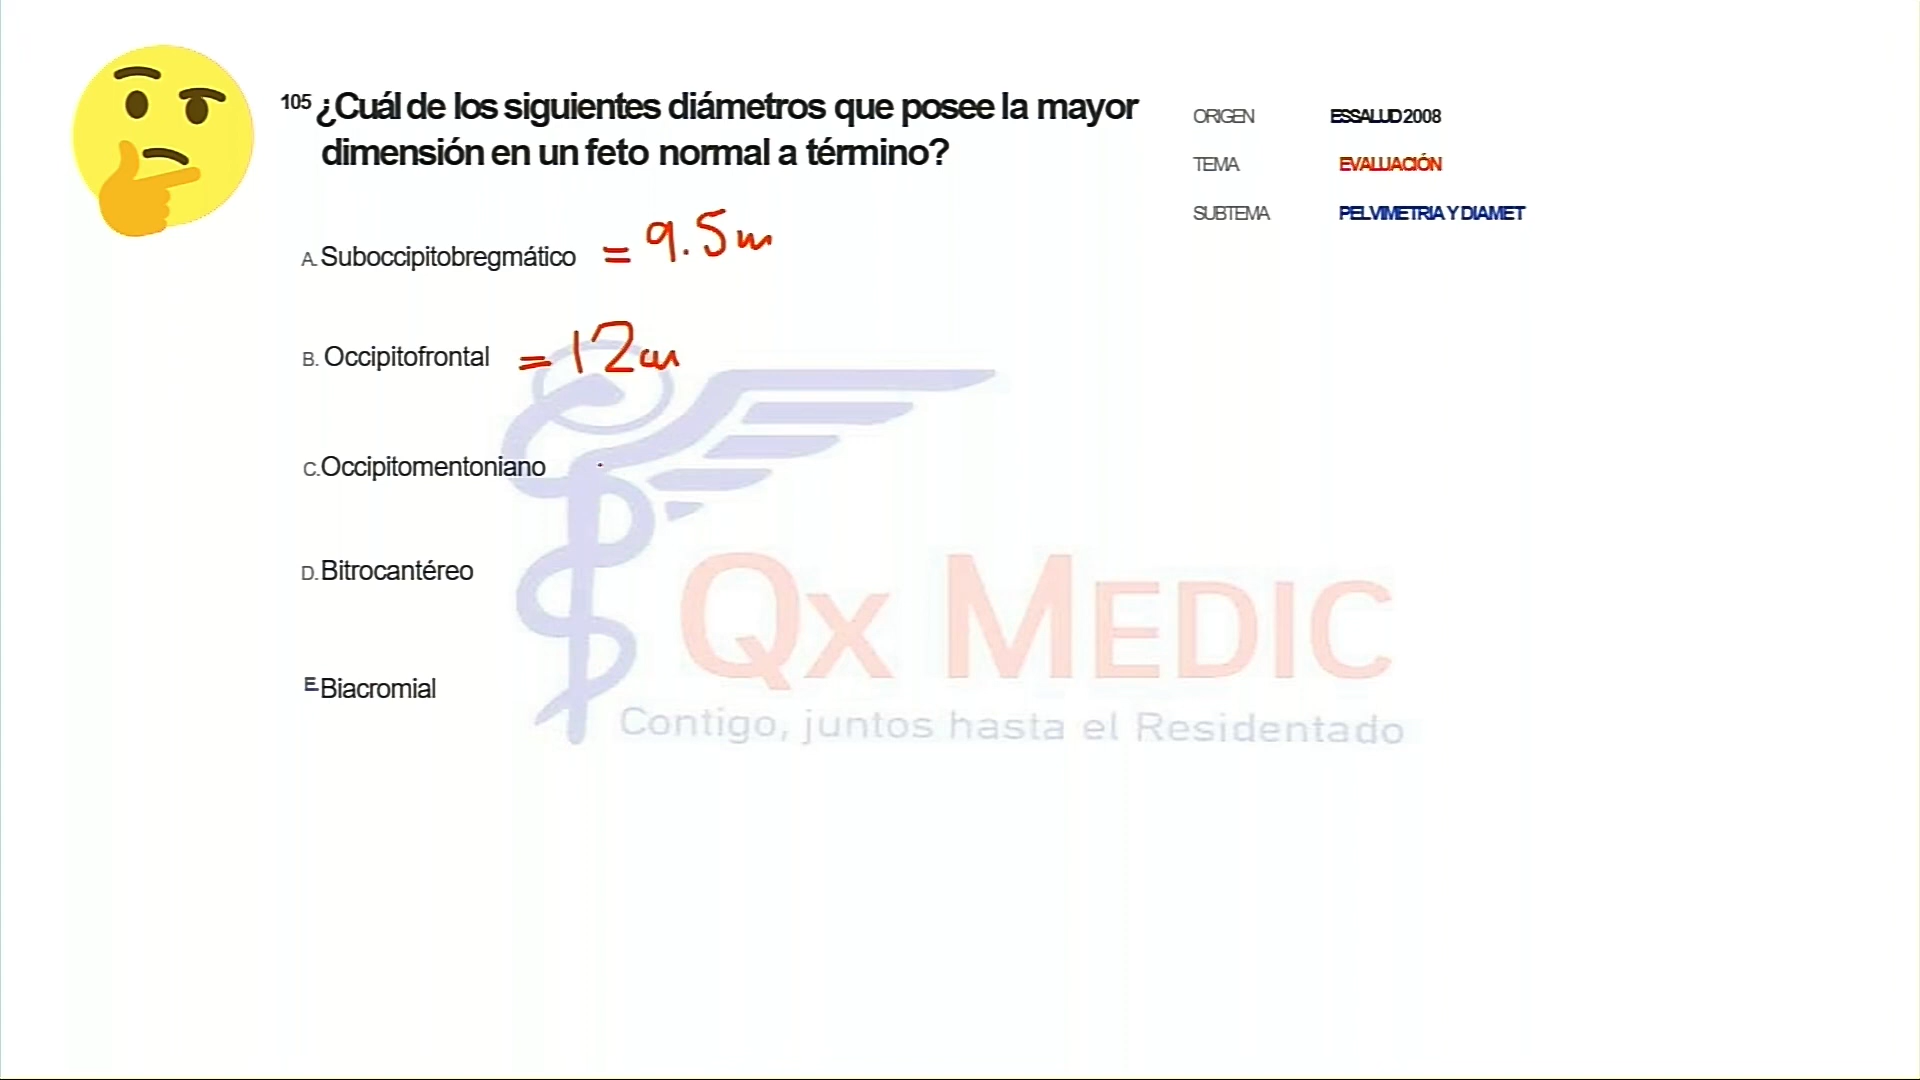 105 ¿Cuál de los siguientes diámetros que posee la mayor
dimensión en un feto normal a término?
ORIGEN ESSALUD 2008
TEMA EVALUACIÓN
SUBTEMA PELVIMETRIA Y DIAMET
A. Suboccipitobregmático = 9.5 cm
B. Occipitofrontal = 12 cm
C. Occipitomentoniano
D. Bitrocantéreo
E. Biacromial
Qx MEDIC
Contigo, juntos hasta el Residentado